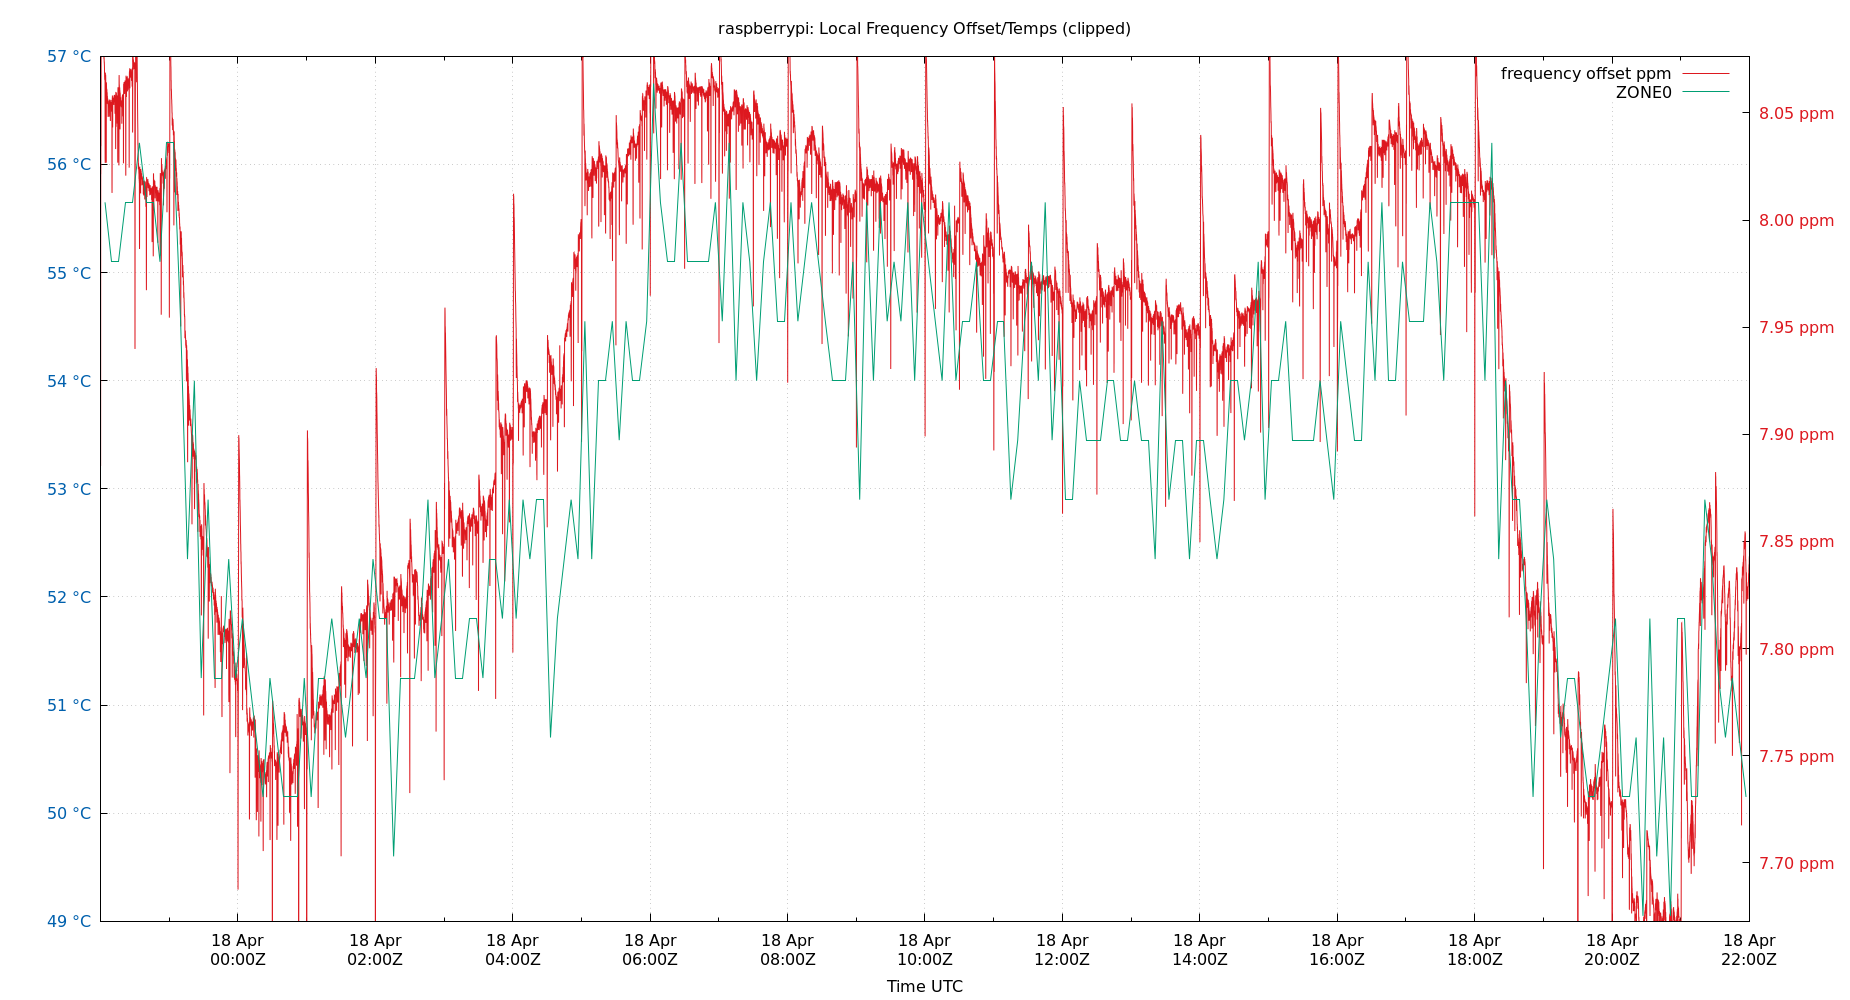 raspberrypi: Local Frequency Offset/Temps (clipped)
frequency offset ppm
ZONE0
57 °C
56 °C
55 °C
54 °C
53 °C
52 °C
51 °C
50 °C
49 °C
8.05 ppm
8.00 ppm
7.95 ppm
7.90 ppm
7.85 ppm
7.80 ppm
7.75 ppm
7.70 ppm
18 Apr 18 Apr 18 Apr 18 Apr 18 Apr 18 Apr 18 Apr 18 Apr 18 Apr 18 Apr 18 Apr 18 Apr
00:00Z 02:00Z 04:00Z 06:00Z 08:00Z 10:00Z 12:00Z 14:00Z 16:00Z 18:00Z 20:00Z 22:00Z
Time UTC